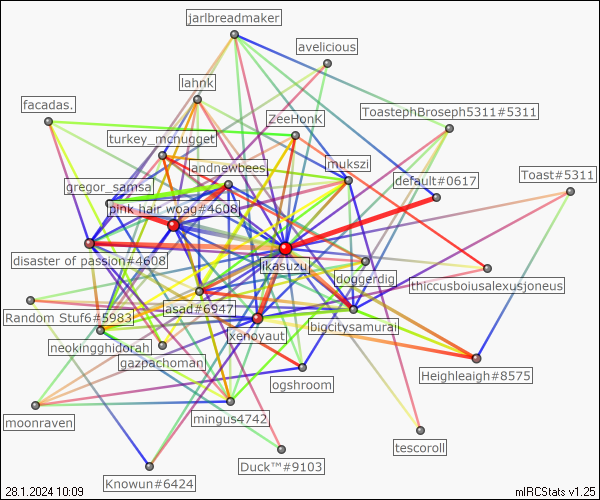 jarlbreadmaker
avelicious
lahnk
facadas.
ZeeHonK
ToastephBroseph5311#5311
turkey_mcnugget
andnewbees
mukszi
Toast#5311
gregor_samsa
default#0617
pink hair woag#4608
disaster of passion#4608
ikasuzu
doggerdig
thiccusboiusalexusjoneus
Random Stuf6#5983
asad#6947
bigcitysamurai
xenoyaut
neokingghidorah
gazpachoman
Heighleaigh#8575
ogshroom
moonraven
mingus4742
tescoroll
Duck™#9103
Knowun#6424
28.1.2024 10:09
mIRCStats v1.25